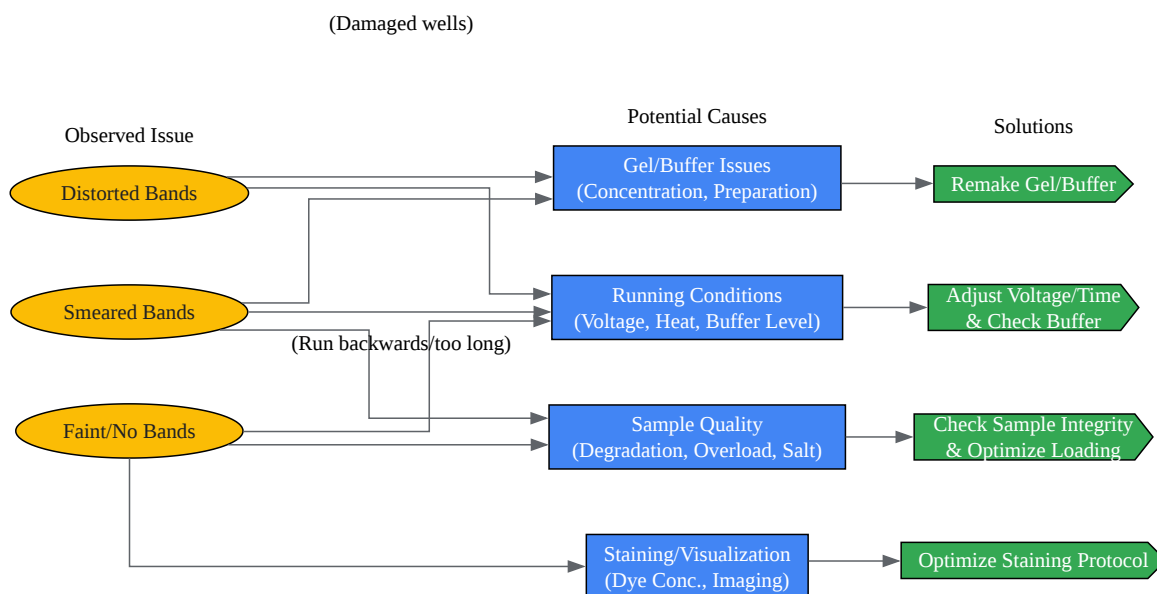 (Damaged wells)
Observed Issue
Potential Causes
Solutions
Distorted Bands
Gel/Buffer Issues
(Concentration, Preparation)
Remake Gel/Buffer
Smeared Bands
Running Conditions
(Voltage, Heat, Buffer Level)
Adjust Voltage/Time
& Check Buffer
(Run backwards/too long)
Faint/No Bands
Sample Quality
(Degradation, Overload, Salt)
Check Sample Integrity
& Optimize Loading
Staining/Visualization
(Dye Conc., Imaging)
Optimize Staining Protocol